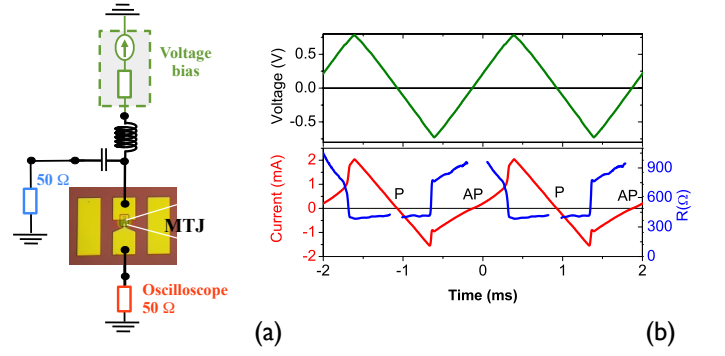 Voltage
bias
50 Ω
MTJ
Oscilloscope
50 Ω
(a)
Voltage (V)
0.5
0.0
-0.5
Current (mA)
2
1
0
-1
-2
P
AP
P
AP
900
600
300
0
R(Ω)
-2
-1
0
1
2
Time (ms)
(b)